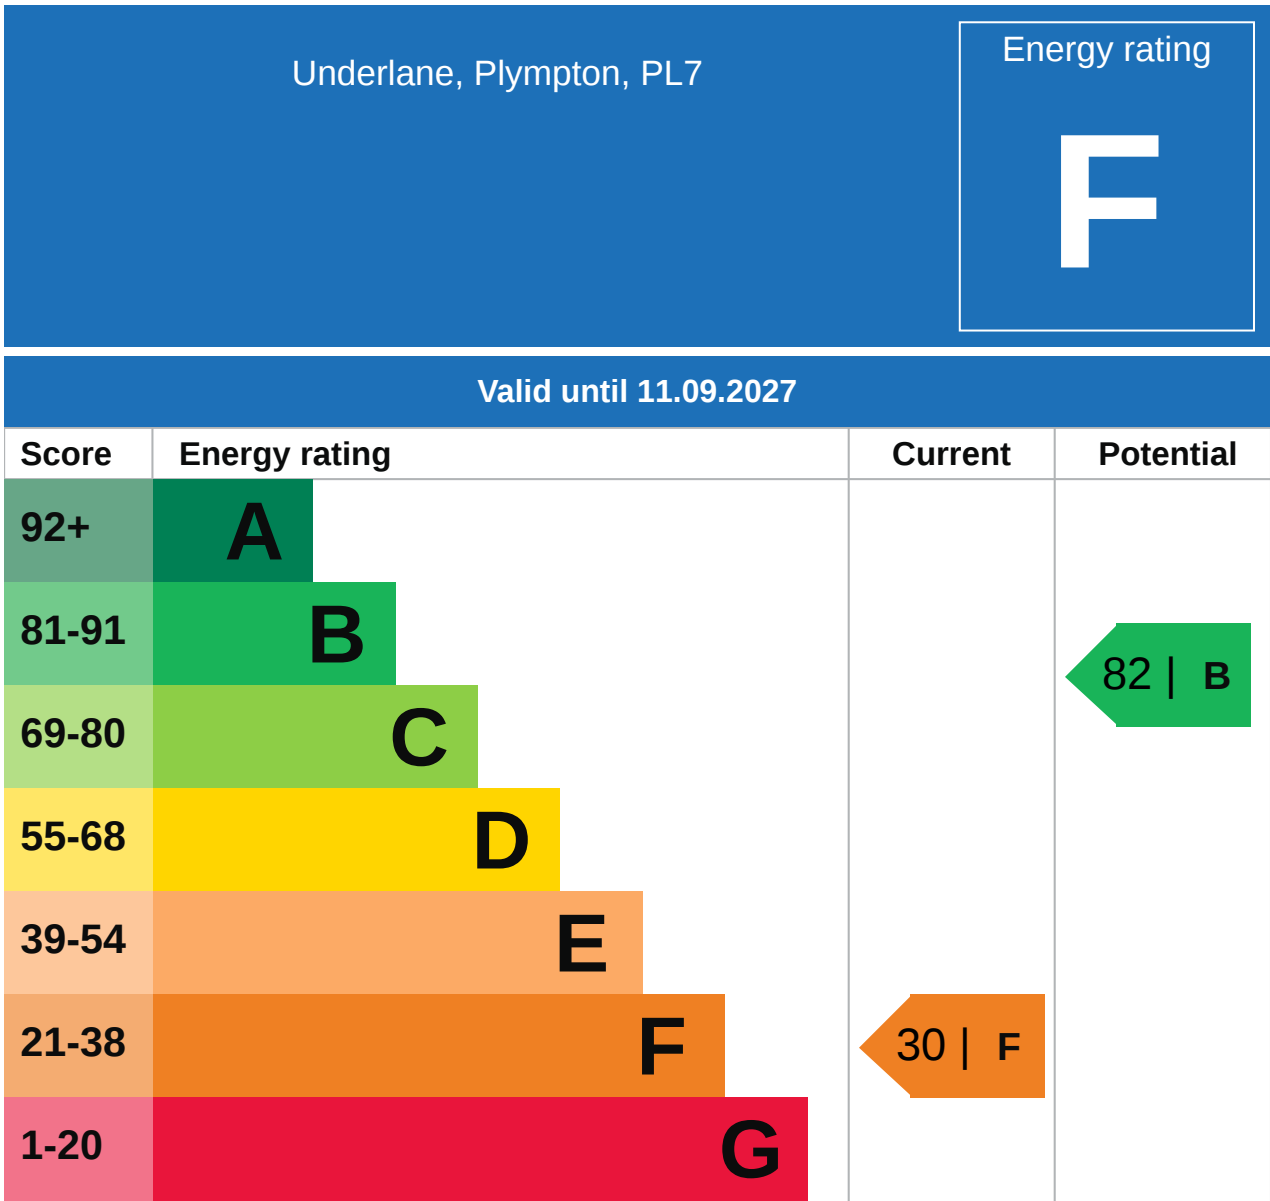 Underlane, Plympton, PL7
Energy rating
F
Valid until 11.09.2027
Score Energy rating Current Potential
92+ A
81-91 B
82 | B
69-80 C
55-68 D
39-54 E
21-38 F 30 | F
1-20 G